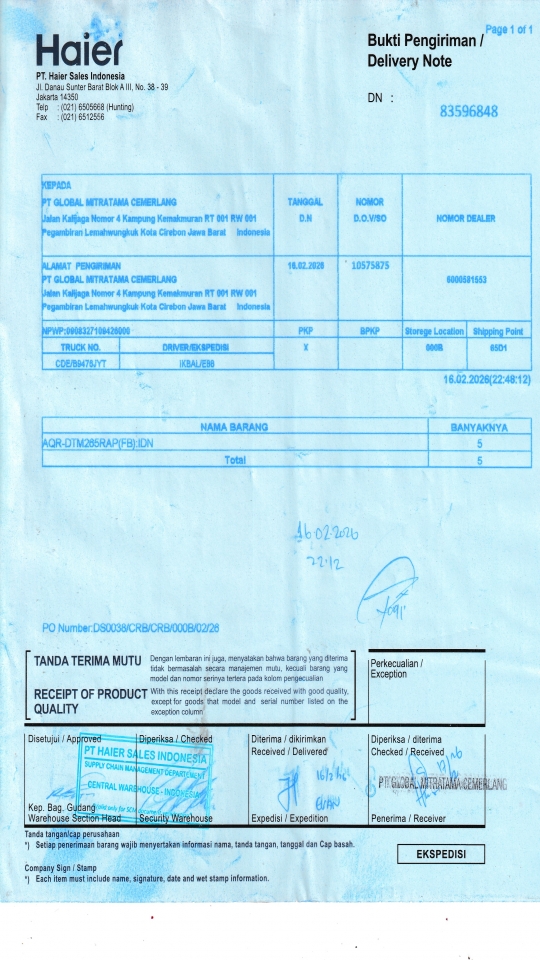 Page 1 of 1
Haier
Bukti Pengiriman /
Delivery Note
PT. Haier Sales Indonesia
Jl. Danau Sunter Barat Blok A III, No. 38 - 39
Jakarta 14350
Telp : (021) 6505668 (Hunting)
Fax : (021) 6512556
DN :
83596848
KEPADA
PT GLOBAL MITRATAMA CEMERLANG
Jalan Kalijaga Nomor 4 Kampung Kemakmuran RT 001 RW 001
Pegambiran Lemahwungkuk Kota Cirebon Jawa Barat Indonesia
TANGGAL
D.N
NOMOR
D.O.V/SO
NOMOR DEALER
ALAMAT PENGIRIMAN
PT GLOBAL MITRATAMA CEMERLANG
Jalan Kalijaga Nomor 4 Kampung Kemakmuran RT 001 RW 001
Pegambiran Lemahwungkuk Kota Cirebon Jawa Barat Indonesia
16.02.2026
10575875
6000581553
PKP BPKP Storege Location Shipping Point
TRUCK NO. DRIVER/EKSPEDISI X 000B 65D1
CDE/B9476JYT
16.02.2026(22:48:12)
NAMA BARANG BANYAKNYA
AQR-DTM265RAP(FB):IDN 5
Total 5
16.02.2026
22.12
Yogi
PO Number:DS0036/CRB/CRB/000B/02/26
TANDA TERIMA MUTU
Dengan lembaran ini juga, menyatakan bahwa barang yang diterima
tidak bermasalah secara manajemen mutu, kecuali barang yang
model dan nomor serinya tertera pada kolom pengecualian
RECEIPT OF PRODUCT
QUALITY
With this receipt declare the goods received with good quality,
except for goods that model and serial number listed on the
exception column
Perkecualian /
Exception
Disetujui / Approved
Diperiksa / Checked
Diterima / dikirimkan
Received / Delivered
Diperiksa / diterima
Checked / Received
PT HAIER SALES INDONESIA
SUPPLY CHAIN MANAGEMENT DEPARTMENT
CENTRAL WAREHOUSE - INDONESIA
PT GLOBAL MITRATAMA CEMERLANG
Kep. Bag. Gudang
Warehouse Section Head
Security Warehouse
Expedisi / Expedition
Penerima / Receiver
Tanda tangan/cap perusahaan
*) Setiap penerimaan barang wajib menyertakan informasi nama, tanda tangan, tanggal dan Cap basah.
EKSPEDISI
Company Sign / Stamp
*) Each item must include name, signature, date and wet stamp information.